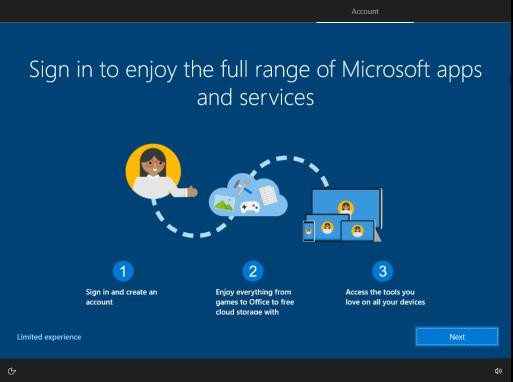 Account
Sign in to enjoy the full range of Microsoft apps
and services
1
2
3
Sign in and create an
account
Enjoy everything from
games to Office to free
cloud storage with
Access the tools you
love on all your devices
Limited experience
Next